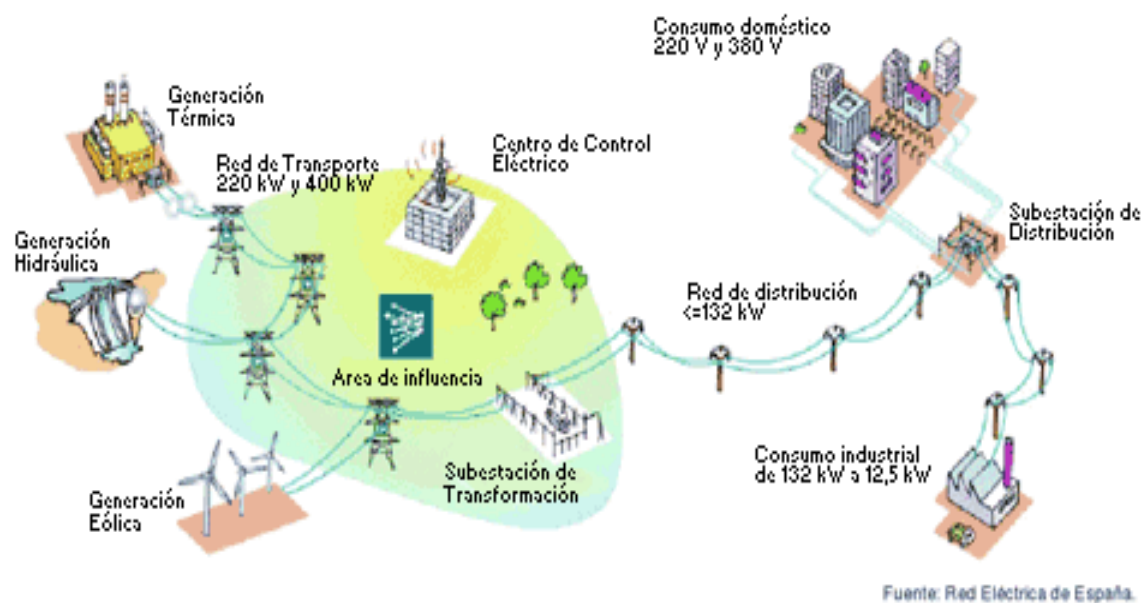 Consumo doméstico
220 V y 380 V
Generación
Térmica
Centro de Control
Eléctrico
Red de Transporte
220 kW y 400 kW
Subestación de
Distribución
Generación
Hidráulica
Red de distribución
<=132 kW
Area de influencia
Subestación de
Transformación
Consumo industrial
de 132 kW a 12,5 kW
Generación
Eólica
Fuente: Red Eléctrica de España.